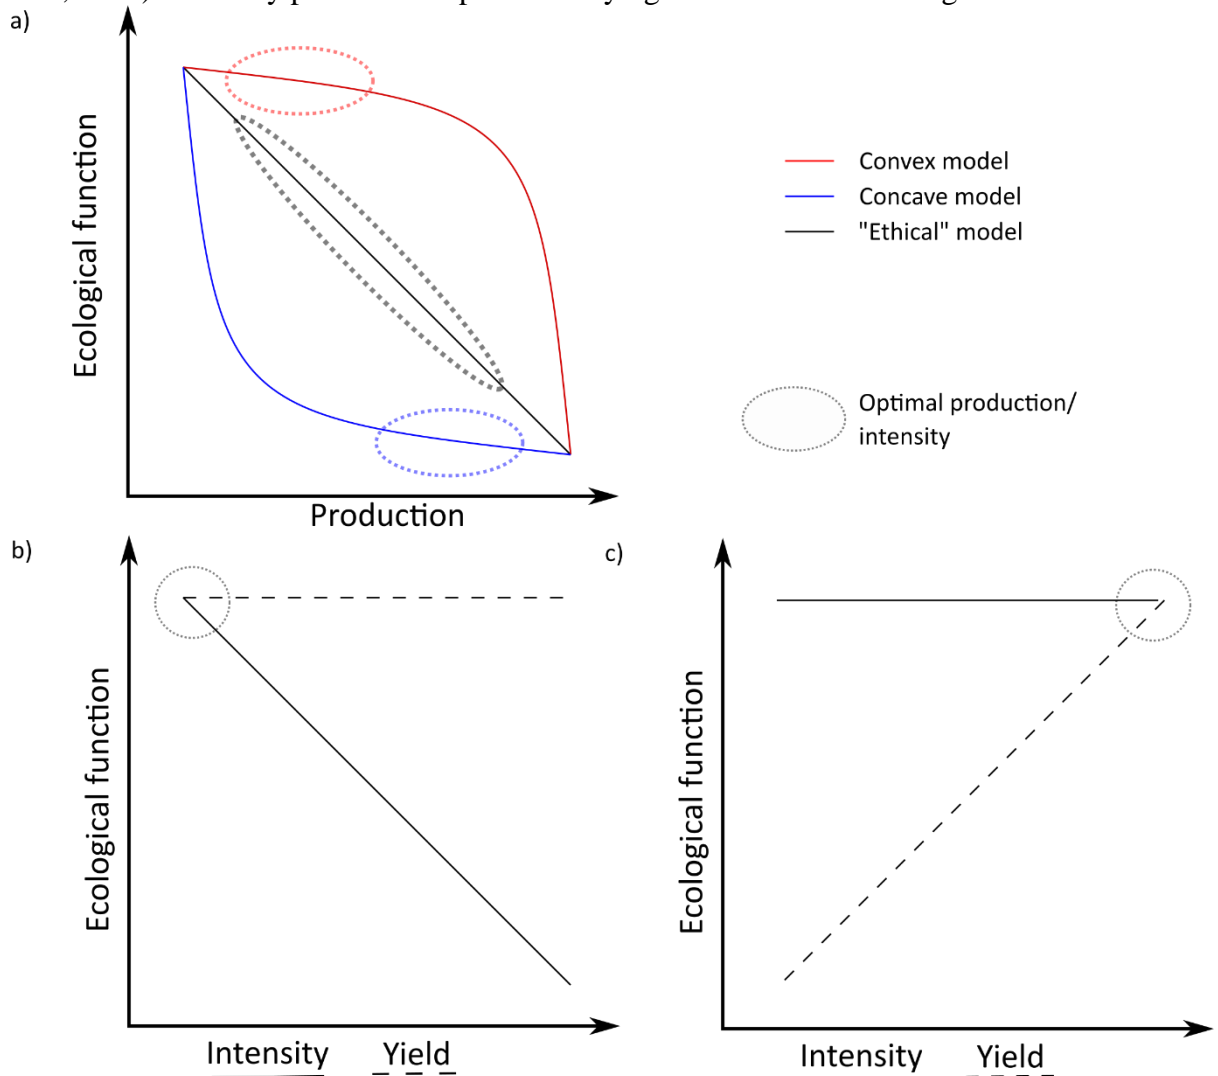 a)
Ecological function
Production
Convex model
Concave model
"Ethical" model
Optimal production/
intensity
b)
Ecological function
Intensity Yield
c)
Ecological function
Intensity Yield